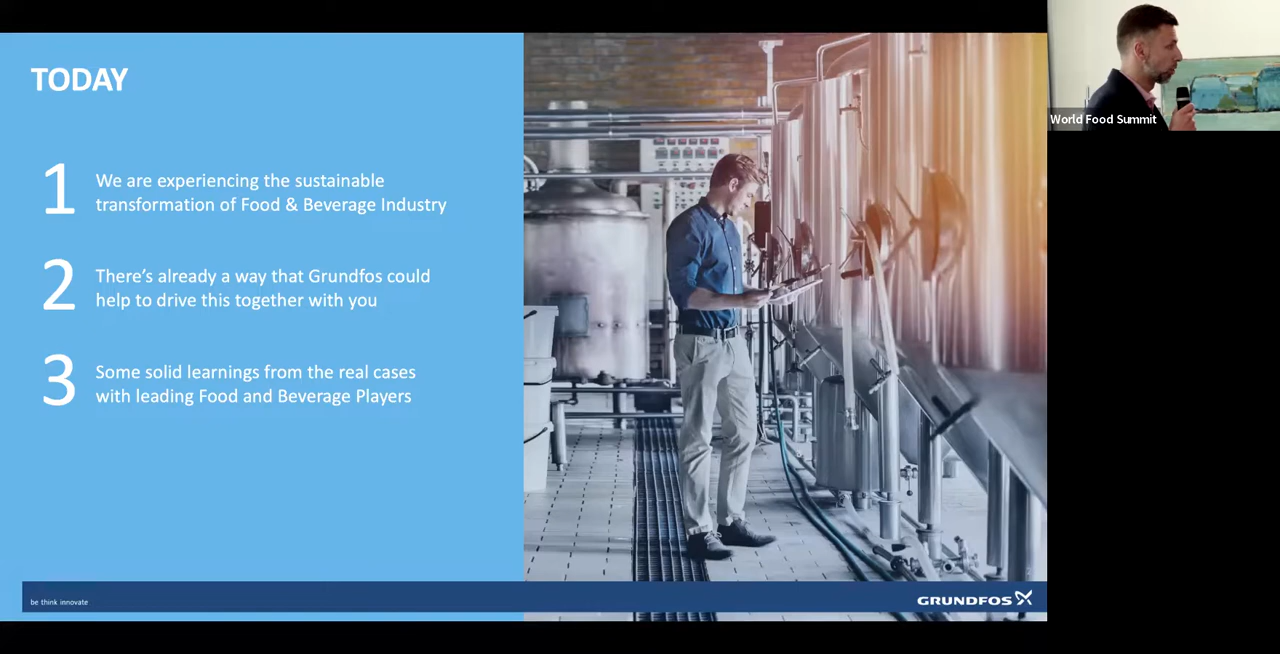 TODAY
1
We are experiencing the sustainable
transformation of Food & Beverage Industry
2
There’s already a way that Grundfos could
help to drive this together with you
3
Some solid learnings from the real cases
with leading Food and Beverage Players
be think innovate
GRUNDFOS
World Food Summit